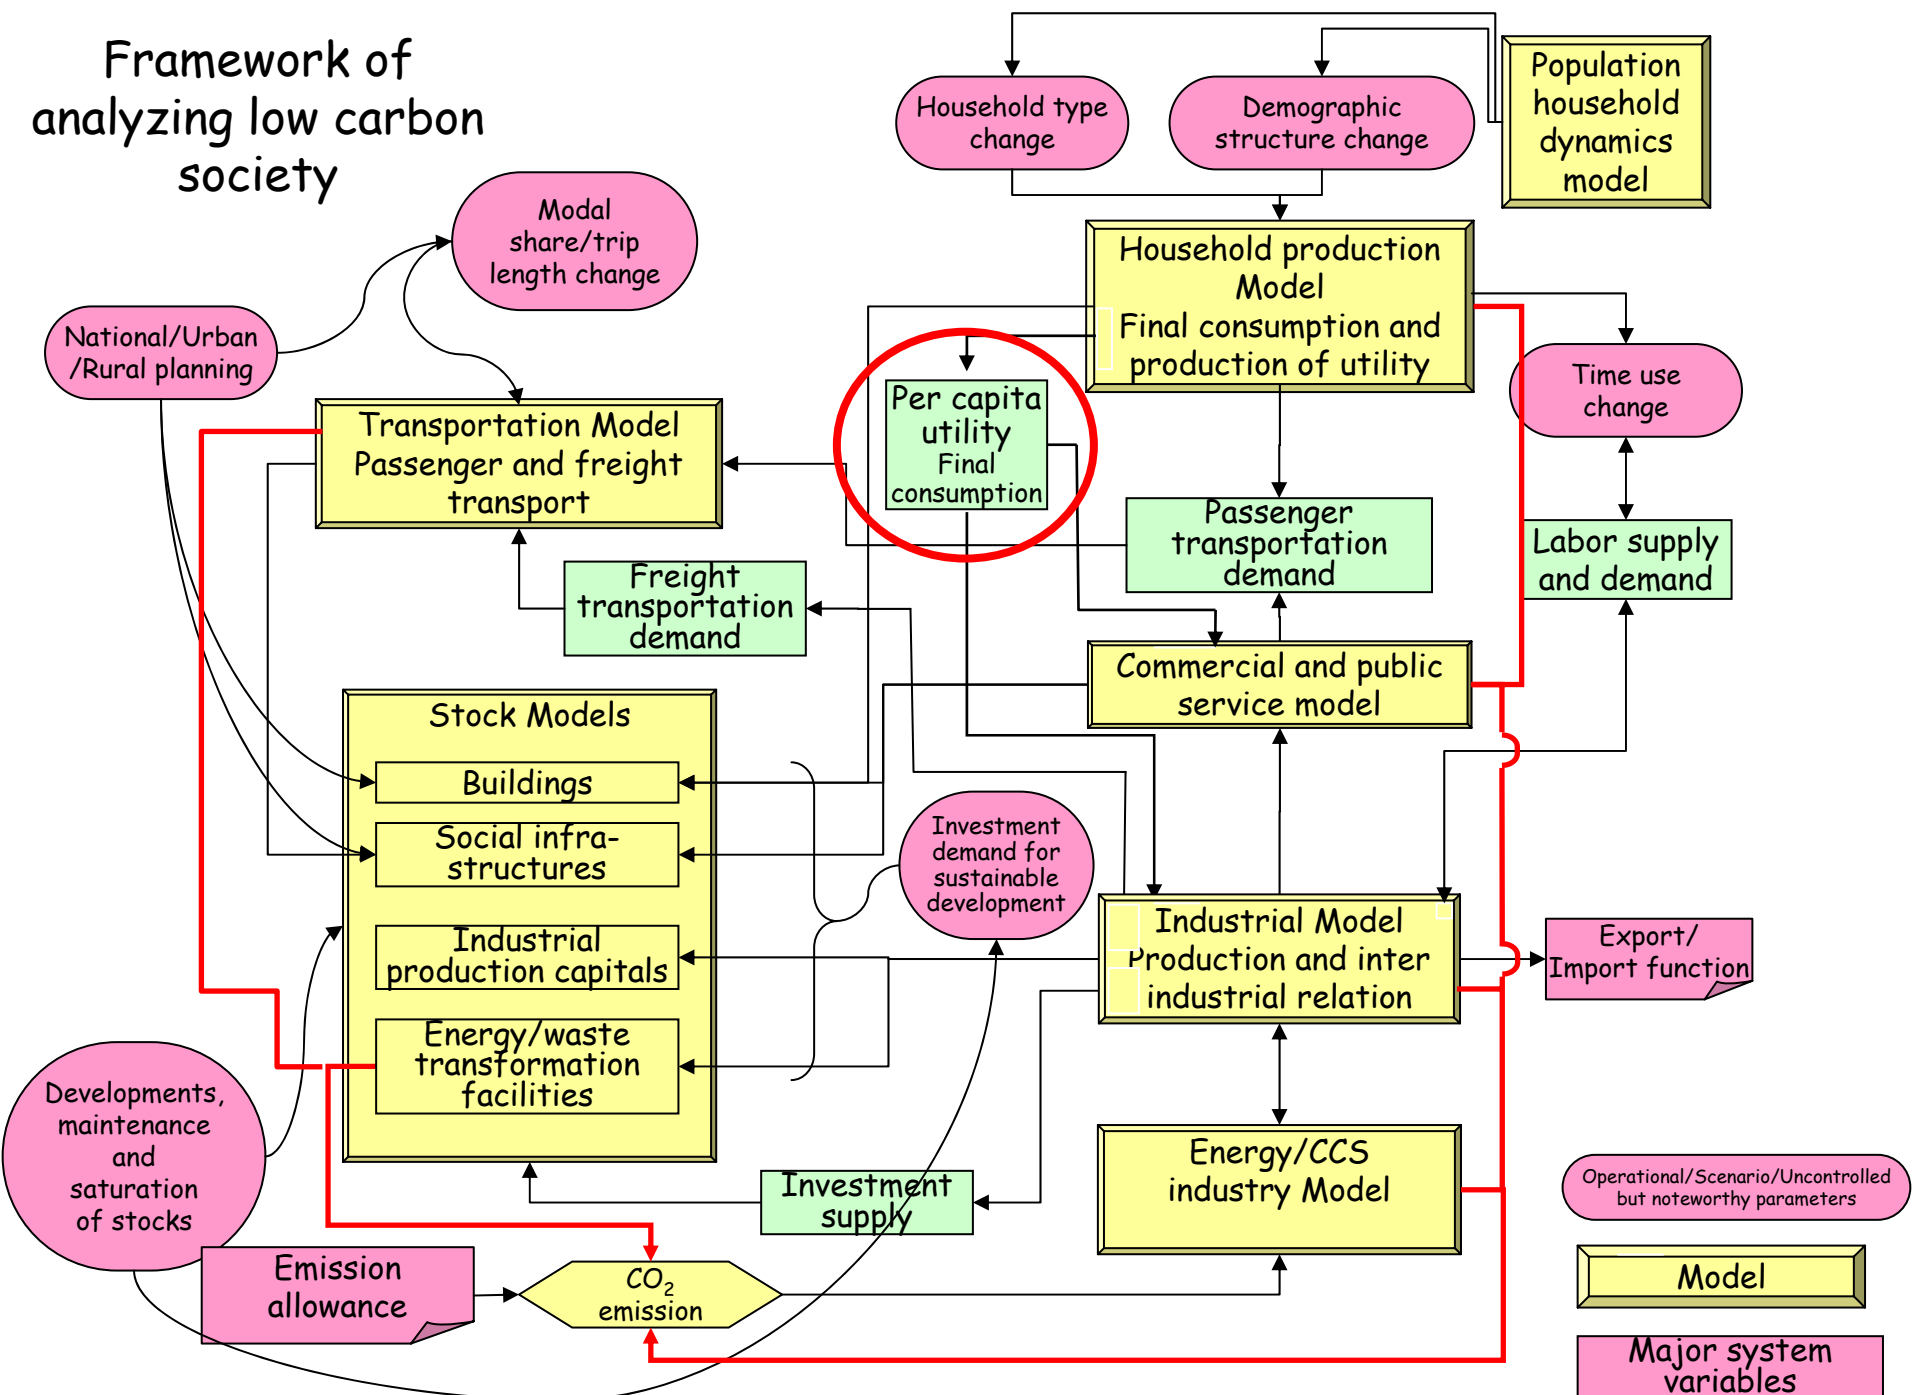 Framework of
analyzing low carbon
society
Household type
change
Demographic
structure change
Population
household
dynamics
model
Modal
share/trip
length change
National/Urban
/Rural planning
Household production
Model
Final consumption and
production of utility
Time use
change
Per capita
utility
Final
consumption
Transportation Model
Passenger and freight
transport
Passenger
transportation
demand
Labor supply
and demand
Freight
transportation
demand
Commercial and public
service model
Stock Models
Buildings
Social infra-
structures
Industrial
production capitals
Energy/waste
transformation
facilities
Investment
demand for
sustainable
development
Industrial Model
Production and inter
industrial relation
Export/
Import function
Developments,
maintenance
and
saturation
of stocks
Energy/CCS
industry Model
Investment
supply
Emission
allowance
CO2
emission
Operational/Scenario/Uncontrolled
but noteworthy parameters
Model
Major system
variables